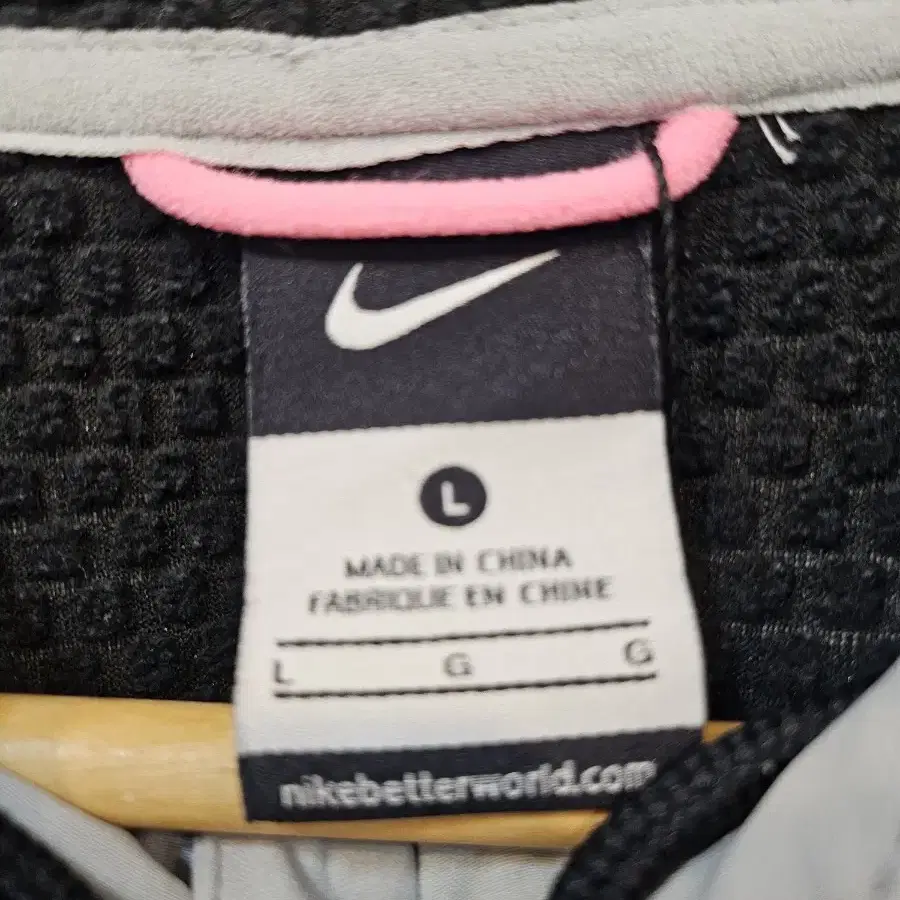 L
MADE IN CHINA
FABRIQUE EN CHINE
L G G
nikebetterworld.com